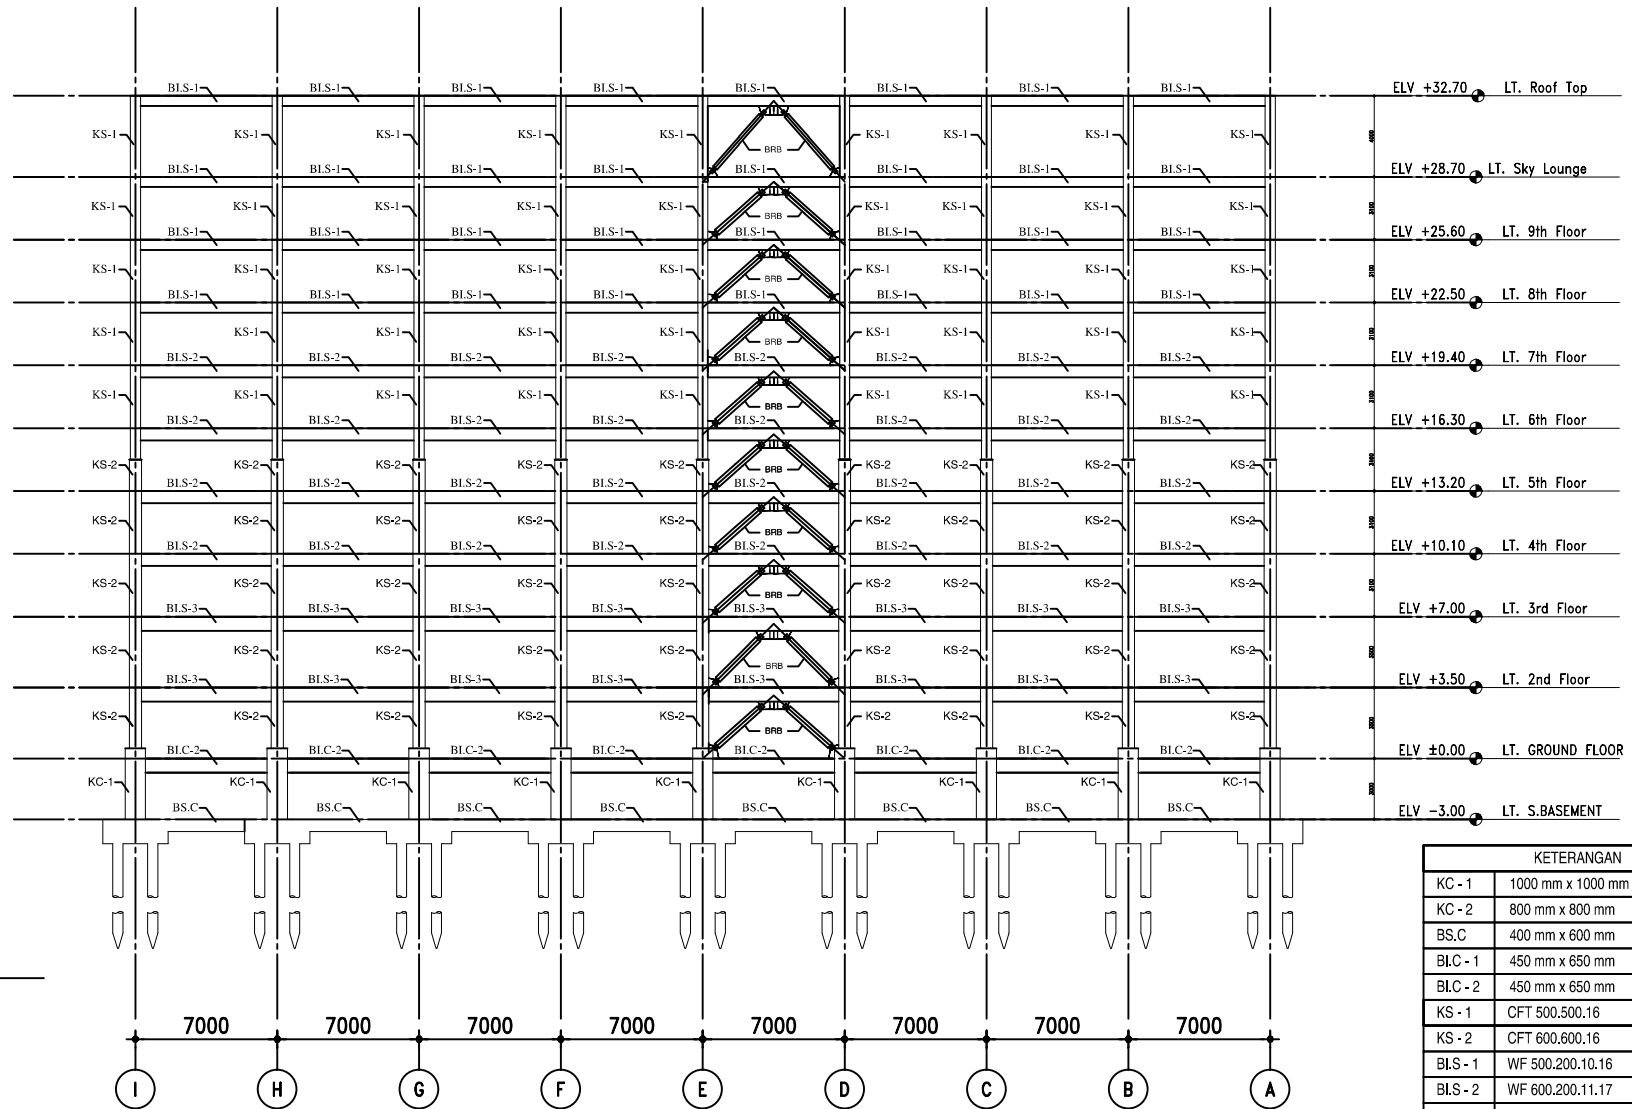 BI.S-1 BI.S-1 BI.S-1 BI.S-1 BI.S-1 BI.S-1 BI.S-1 BI.S-1 ELV +32.70 LT. Roof Top
KS-1 KS-1 KS-1 KS-1 KS-1 KS-1 KS-1 KS-1 KS-1
BRB
BI.S-1 BI.S-1 BI.S-1 BI.S-1 BI.S-1 BI.S-1 BI.S-1 BI.S-1 ELV +28.70 LT. Sky Lounge
KS-1 KS-1 KS-1 KS-1 KS-1 KS-1 KS-1 KS-1 KS-1
BRB
BI.S-1 BI.S-1 BI.S-1 BI.S-1 BI.S-1 BI.S-1 BI.S-1 BI.S-1 ELV +25.60 LT. 9th Floor
KS-1 KS-1 KS-1 KS-1 KS-1 KS-1 KS-1 KS-1 KS-1
BRB
BI.S-1 BI.S-1 BI.S-1 BI.S-1 BI.S-1 BI.S-1 BI.S-1 BI.S-1 ELV +22.50 LT. 8th Floor
KS-1 KS-1 KS-1 KS-1 KS-1 KS-1 KS-1 KS-1 KS-1
BRB
BI.S-2 BI.S-2 BI.S-2 BI.S-2 BI.S-2 BI.S-2 BI.S-2 BI.S-2 ELV +19.40 LT. 7th Floor
KS-1 KS-1 KS-1 KS-1 KS-1 KS-1 KS-1 KS-1 KS-1
BRB
BI.S-2 BI.S-2 BI.S-2 BI.S-2 BI.S-2 BI.S-2 BI.S-2 BI.S-2 ELV +16.30 LT. 6th Floor
KS-2 KS-2 KS-2 KS-2 KS-2 KS-2 KS-2 KS-2 KS-2
BRB
BI.S-2 BI.S-2 BI.S-2 BI.S-2 BI.S-2 BI.S-2 BI.S-2 BI.S-2 ELV +13.20 LT. 5th Floor
KS-2 KS-2 KS-2 KS-2 KS-2 KS-2 KS-2 KS-2 KS-2
BRB
BI.S-2 BI.S-2 BI.S-2 BI.S-2 BI.S-2 BI.S-2 BI.S-2 BI.S-2 ELV +10.10 LT. 4th Floor
KS-2 KS-2 KS-2 KS-2 KS-2 KS-2 KS-2 KS-2 KS-2
BRB
BI.S-3 BI.S-3 BI.S-3 BI.S-3 BI.S-3 BI.S-3 BI.S-3 BI.S-3 ELV +7.00 LT. 3rd Floor
KS-2 KS-2 KS-2 KS-2 KS-2 KS-2 KS-2 KS-2 KS-2
BRB
BI.S-3 BI.S-3 BI.S-3 BI.S-3 BI.S-3 BI.S-3 BI.S-3 BI.S-3 ELV +3.50 LT. 2nd Floor
KS-2 KS-2 KS-2 KS-2 KS-2 KS-2 KS-2 KS-2 KS-2
BRB
BI.C-2 BI.C-2 BI.C-2 BI.C-2 BI.C-2 BI.C-2 BI.C-2 BI.C-2 ELV ±0.00 LT. GROUND FLOOR
KC-1 KC-1 KC-1 KC-1 KC-1 KC-1 KC-1 KC-1 KC-1
BS.C BS.C BS.C BS.C BS.C BS.C BS.C BS.C ELV −3.00 LT. S.BASEMENT
KETERANGAN
KC - 1 1000 mm x 1000 mm
KC - 2 800 mm x 800 mm
BS.C 400 mm x 600 mm
BI.C - 1 450 mm x 650 mm
BI.C - 2 450 mm x 650 mm
KS - 1 CFT 500.500.16
KS - 2 CFT 600.600.16
BI.S - 1 WF 500.200.10.16
BI.S - 2 WF 600.200.11.17
7000 7000 7000 7000 7000 7000 7000 7000
I H G F E D C B A